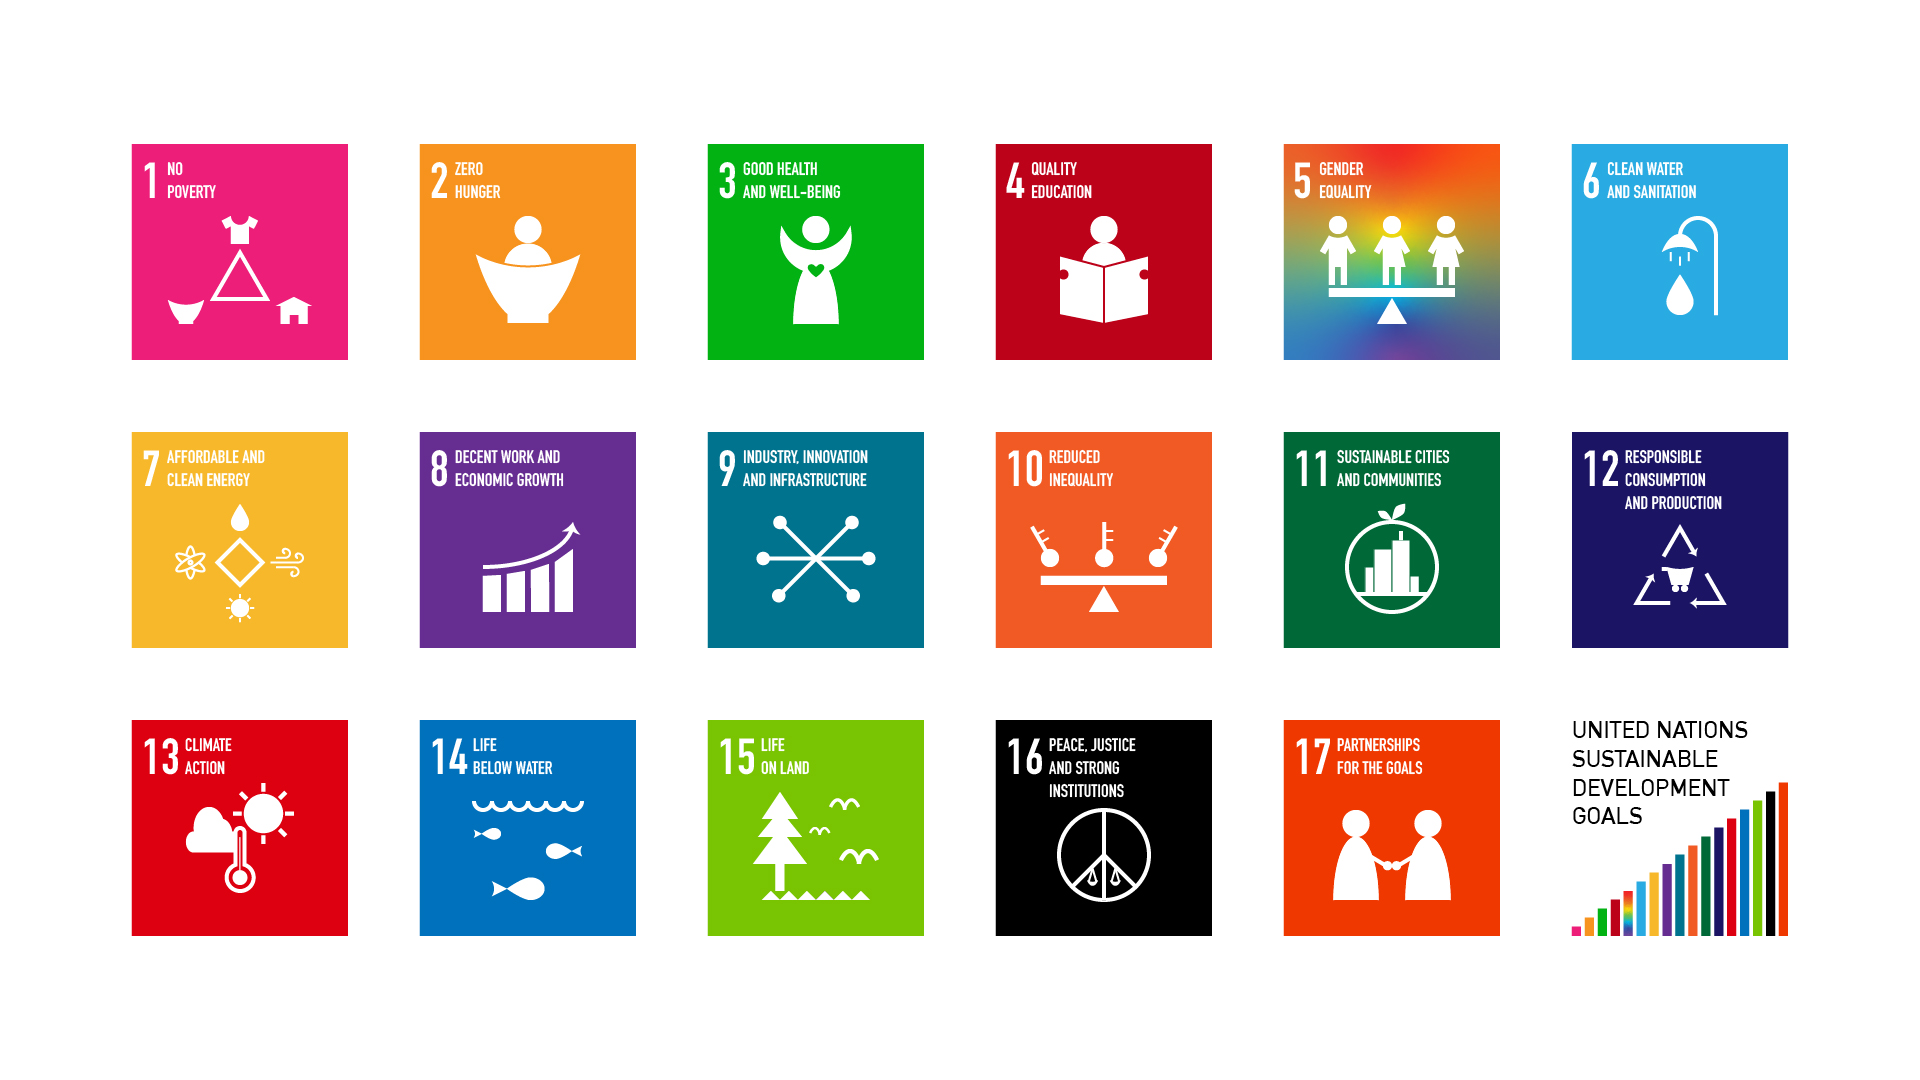 1 NO
POVERTY
2 ZERO
HUNGER
3 GOOD HEALTH
AND WELL-BEING
4 QUALITY
EDUCATION
5 GENDER
EQUALITY
6 CLEAN WATER
AND SANITATION
7 AFFORDABLE AND
CLEAN ENERGY
8 DECENT WORK AND
ECONOMIC GROWTH
9 INDUSTRY, INNOVATION
AND INFRASTRUCTURE
10 REDUCED
INEQUALITY
11 SUSTAINABLE CITIES
AND COMMUNITIES
12 RESPONSIBLE
CONSUMPTION
AND PRODUCTION
13 CLIMATE
ACTION
14 LIFE
BELOW WATER
15 LIFE
ON LAND
16 PEACE, JUSTICE
AND STRONG
INSTITUTIONS
17 PARTNERSHIPS
FOR THE GOALS
UNITED NATIONS
SUSTAINABLE
DEVELOPMENT
GOALS